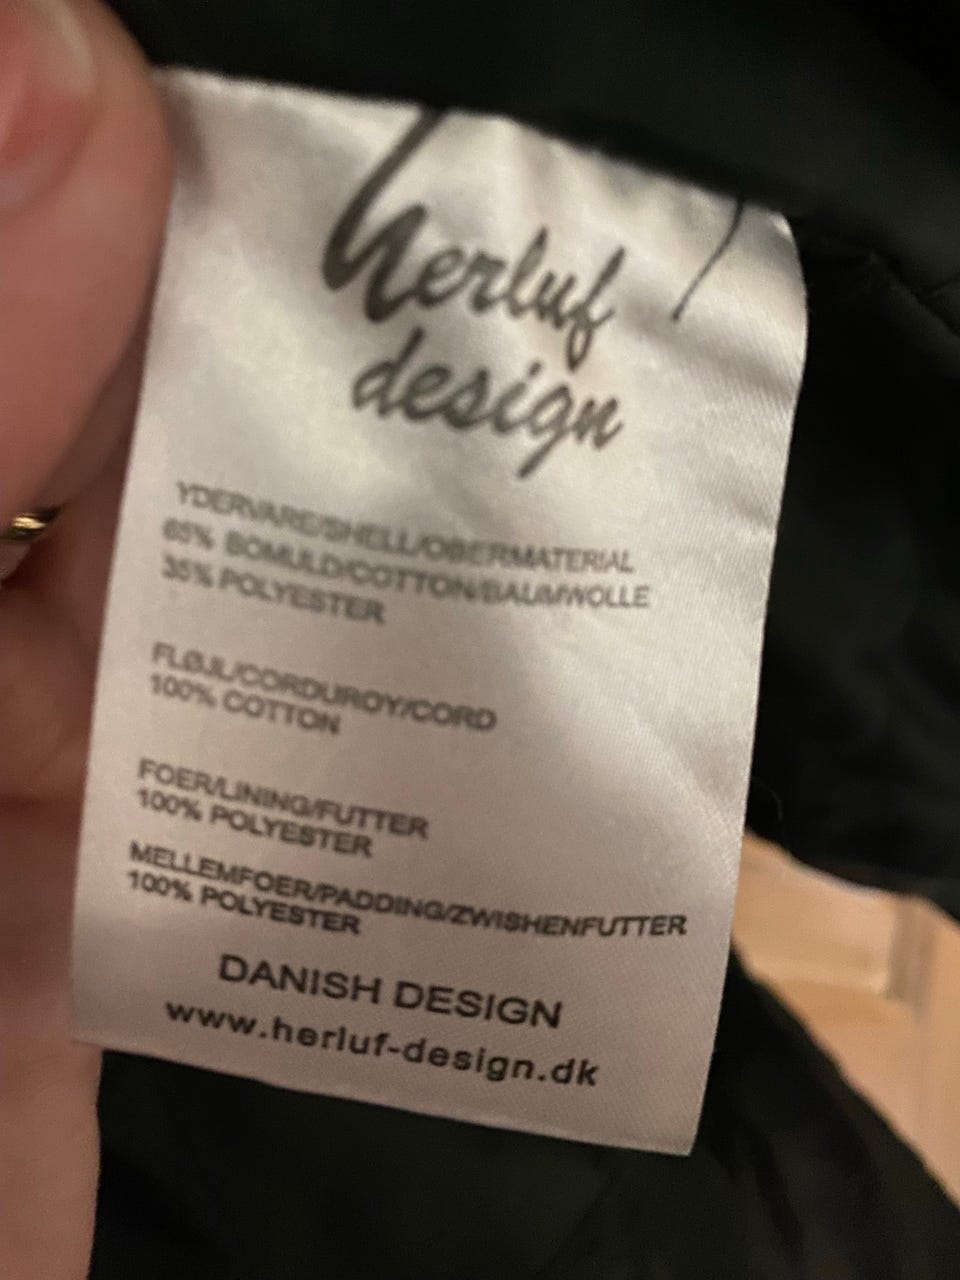 herluf
design
YDERVARE/SHELL/OBERMATERIAL
65% BOMULD/COTTON/BAUMWOLLE
35% POLYESTER
FLØJL/CORDUROY/CORD
100% COTTON
FOER/LINING/FUTTER
100% POLYESTER
MELLEMFOER/PADDING/ZWISHENFUTTER
100% POLYESTER
DANISH DESIGN
www.herluf-design.dk